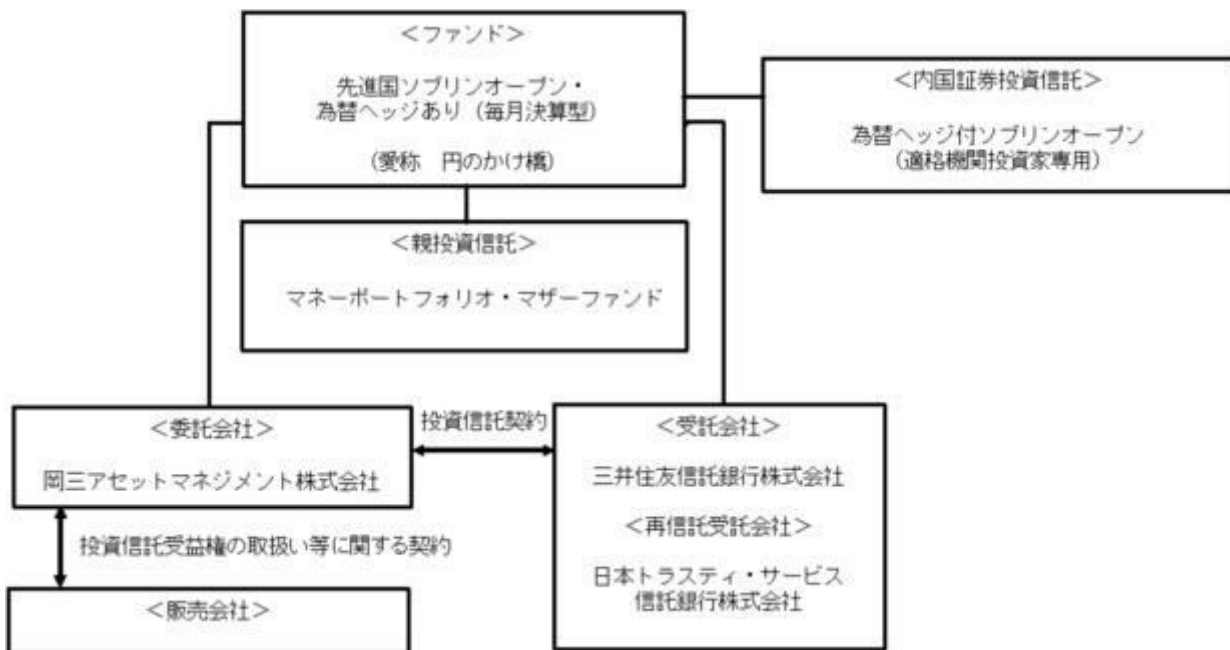 <ファンド>
先進国ソブリンオープン・
為替ヘッジあり（毎月決算型）
（愛称　円のかけ橋）
<内国証券投資信託>
為替ヘッジ付ソブリンオープン
（適格機関投資家専用）
<親投資信託>
マネーポートフォリオ・マザーファンド
<委託会社>
岡三アセットマネジメント株式会社
投資信託契約
<受託会社>
三井住友信託銀行株式会社
<再信託受託会社>
日本トラスティ・サービス
信託銀行株式会社
投資信託受益権の取扱い等に関する契約
<販売会社>